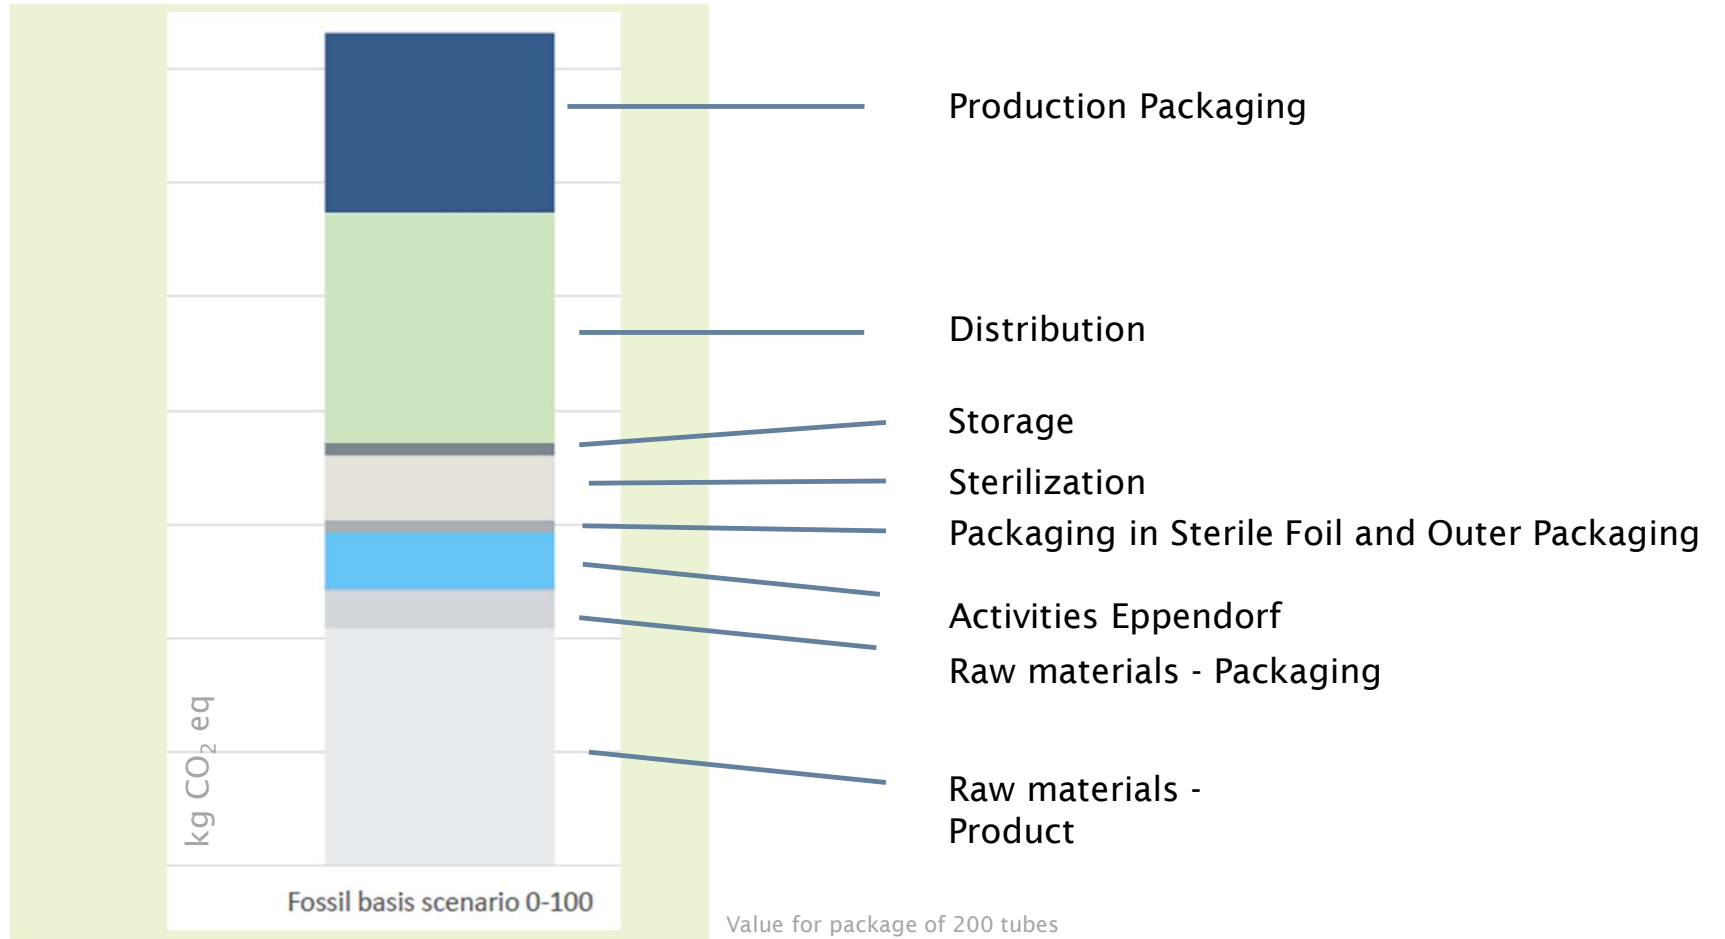 Production Packaging
Distribution
Storage
Sterilization
Packaging in Sterile Foil and Outer Packaging
Activities Eppendorf
Raw materials - Packaging
Raw materials -
Product
kg CO₂ eq
Fossil basis scenario 0-100
Value for package of 200 tubes